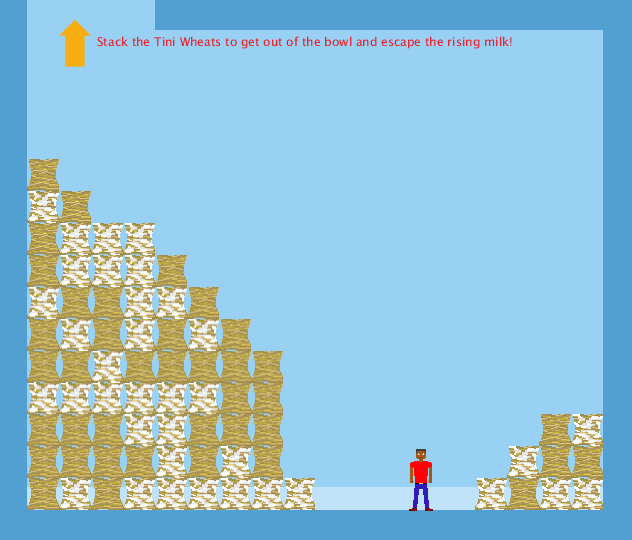 Stack the Tini Wheats to get out of the bowl and escape the rising milk!